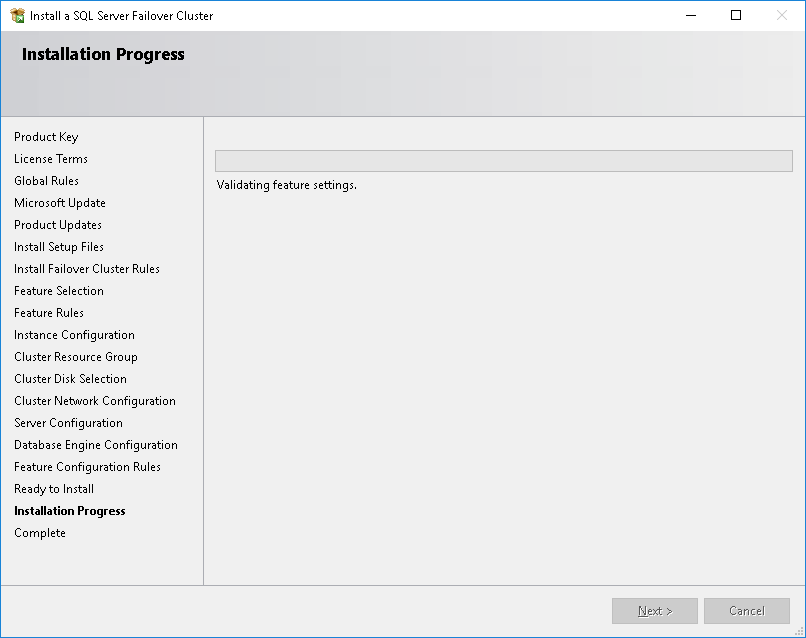 Install a SQL Server Failover Cluster
Installation Progress
Product Key
License Terms
Global Rules
Microsoft Update
Product Updates
Install Setup Files
Install Failover Cluster Rules
Feature Selection
Feature Rules
Instance Configuration
Cluster Resource Group
Cluster Disk Selection
Cluster Network Configuration
Server Configuration
Database Engine Configuration
Feature Configuration Rules
Ready to Install
Installation Progress
Complete
Validating feature settings.
Next >
Cancel